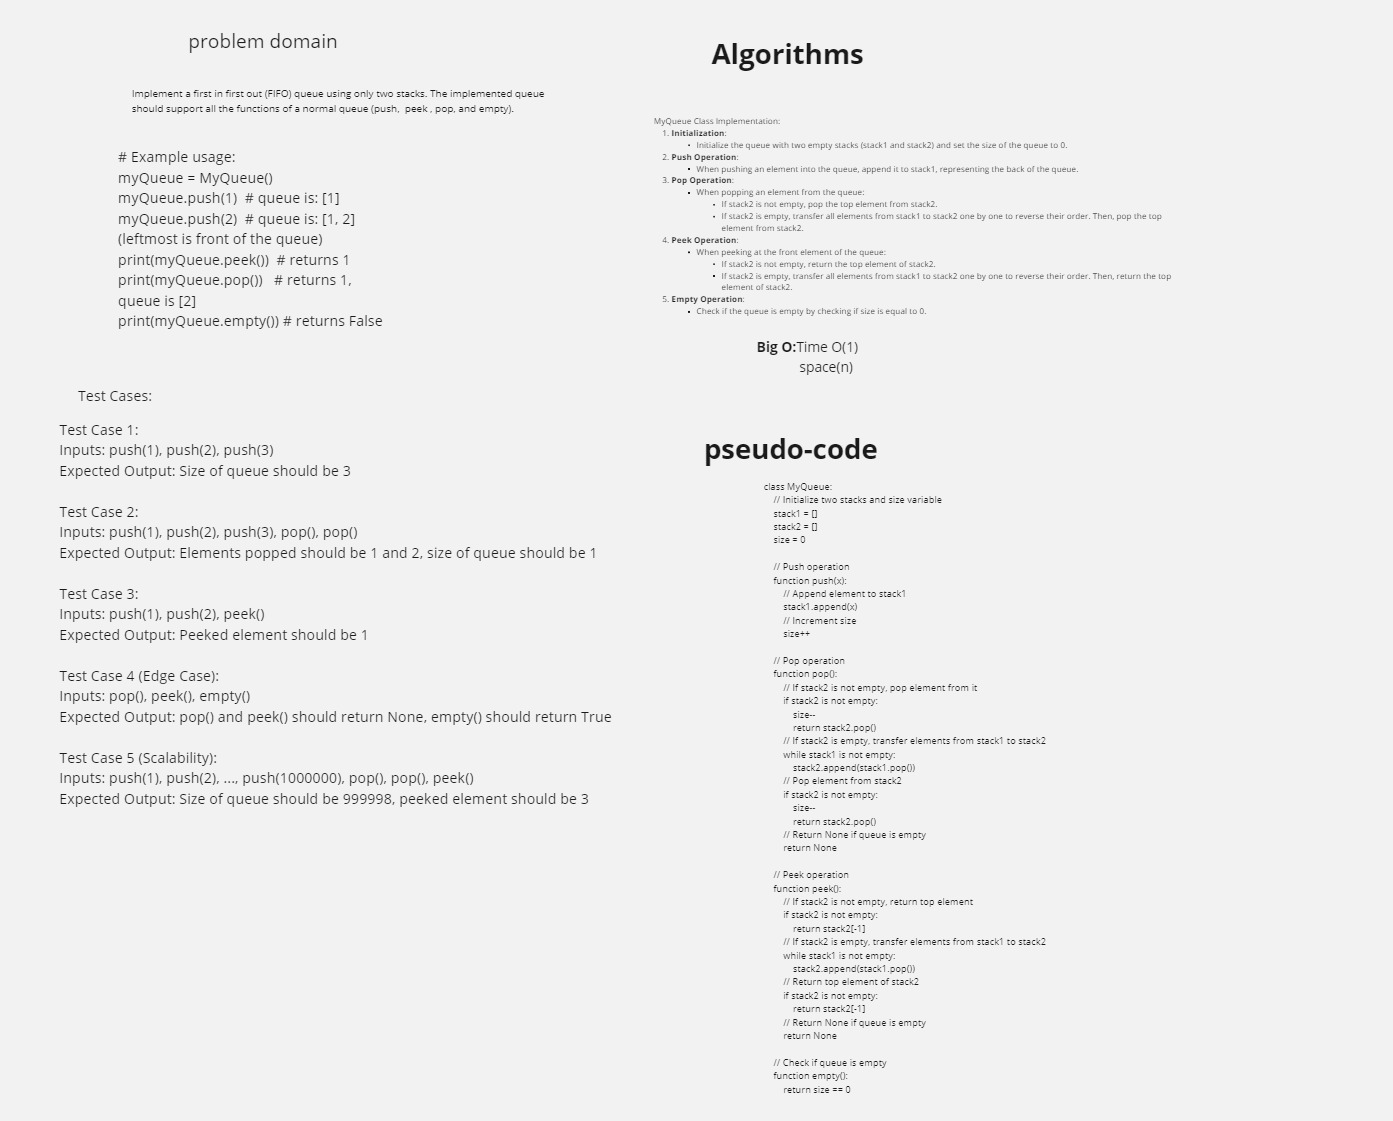 problem domain
Implement a first in first out (FIFO) queue using only two stacks. The implemented queue
should support all the functions of a normal queue (push,  peek , pop, and empty).
# Example usage:
myQueue = MyQueue()
myQueue.push(1)  # queue is: [1]
myQueue.push(2)  # queue is: [1, 2]
(leftmost is front of the queue)
print(myQueue.peek())  # returns 1
print(myQueue.pop())   # returns 1,
queue is [2]
print(myQueue.empty()) # returns False
Test Cases:
Test Case 1:
Inputs: push(1), push(2), push(3)
Expected Output: Size of queue should be 3
Test Case 2:
Inputs: push(1), push(2), push(3), pop(), pop()
Expected Output: Elements popped should be 1 and 2, size of queue should be 1
Test Case 3:
Inputs: push(1), push(2), peek()
Expected Output: Peeked element should be 1
Test Case 4 (Edge Case):
Inputs: pop(), peek(), empty()
Expected Output: pop() and peek() should return None, empty() should return True
Test Case 5 (Scalability):
Inputs: push(1), push(2), ..., push(1000000), pop(), pop(), peek()
Expected Output: Size of queue should be 999998, peeked element should be 3
Algorithms
MyQueue Class Implementation:
1. Initialization:
• Initialize the queue with two empty stacks (stack1 and stack2) and set the size of the queue to 0.
2. Push Operation:
• When pushing an element into the queue, append it to stack1, representing the back of the queue.
3. Pop Operation:
• When popping an element from the queue:
• If stack2 is not empty, pop the top element from stack2.
• If stack2 is empty, transfer all elements from stack1 to stack2 one by one to reverse their order. Then, pop the top
element from stack2.
4. Peek Operation:
• When peeking at the front element of the queue:
• If stack2 is not empty, return the top element of stack2.
• If stack2 is empty, transfer all elements from stack1 to stack2 one by one to reverse their order. Then, return the top
element of stack2.
5. Empty Operation:
• Check if the queue is empty by checking if size is equal to 0.
Big O:Time O(1)
space(n)
pseudo-code
class MyQueue:
// Initialize two stacks and size variable
stack1 = []
stack2 = []
size = 0
// Push operation
function push(x):
// Append element to stack1
stack1.append(x)
// Increment size
size++
// Pop operation
function pop():
// If stack2 is not empty, pop element from it
if stack2 is not empty:
size--
return stack2.pop()
// If stack2 is empty, transfer elements from stack1 to stack2
while stack1 is not empty:
stack2.append(stack1.pop())
// Pop element from stack2
if stack2 is not empty:
size--
return stack2.pop()
// Return None if queue is empty
return None
// Peek operation
function peek():
// If stack2 is not empty, return top element
if stack2 is not empty:
return stack2[-1]
// If stack2 is empty, transfer elements from stack1 to stack2
while stack1 is not empty:
stack2.append(stack1.pop())
// Return top element of stack2
if stack2 is not empty:
return stack2[-1]
// Return None if queue is empty
return None
// Check if queue is empty
function empty():
return size == 0